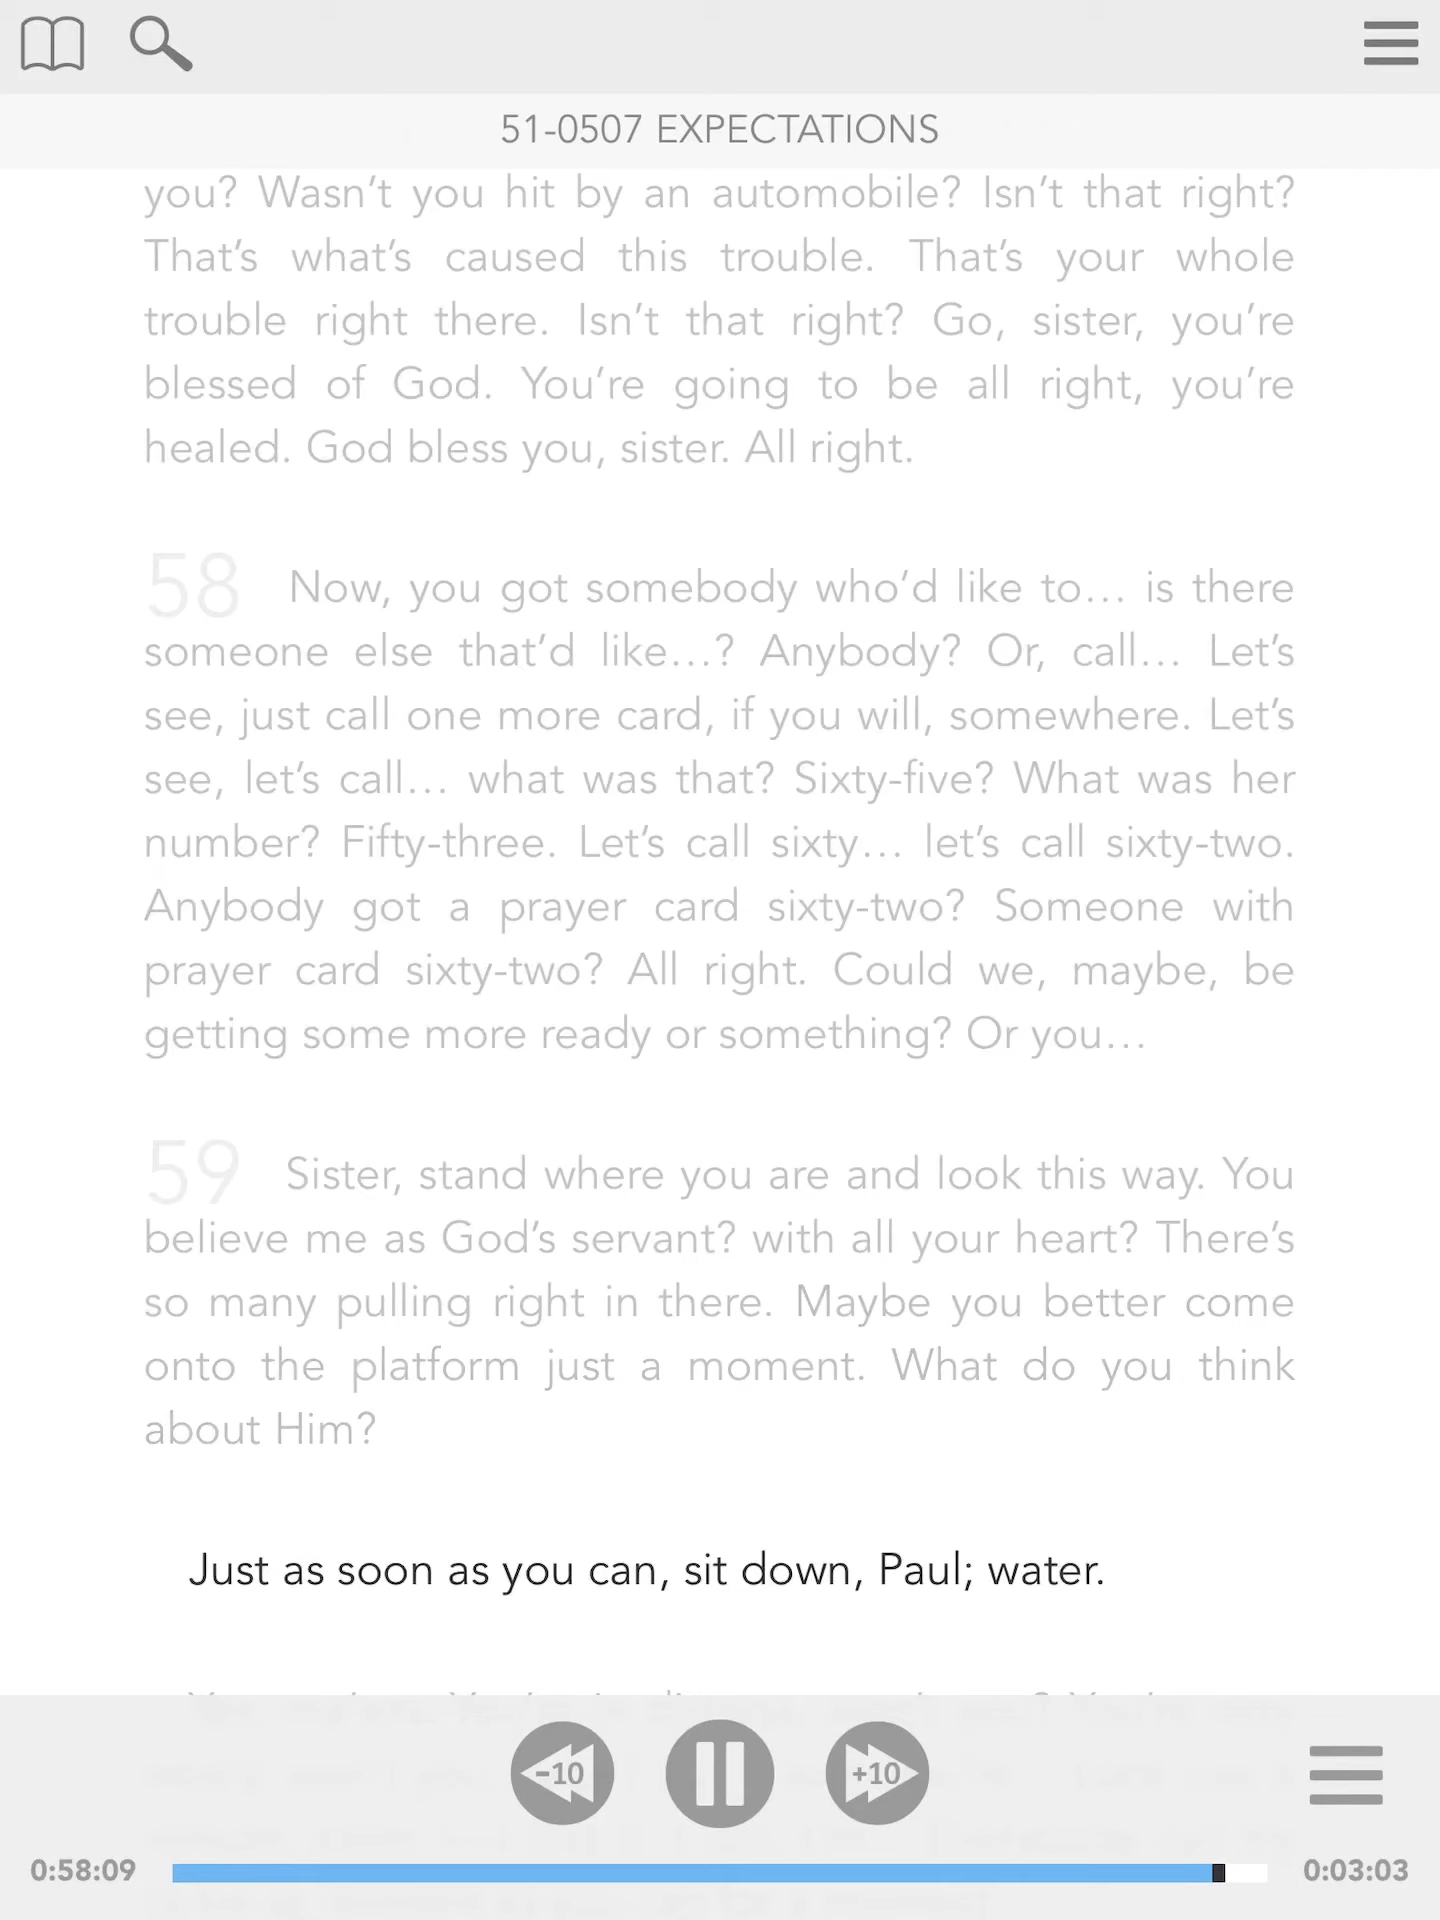 51-0507 EXPECTATIONS
you? Wasn’t you hit by an automobile? Isn’t that right?
That’s what’s caused this trouble. That’s your whole
trouble right there. Isn’t that right? Go, sister, you’re
blessed of God. You’re going to be all right, you’re
healed. God bless you, sister. All right.
58 Now, you got somebody who’d like to… is there
someone else that’d like…? Anybody? Or, call… Let’s
see, just call one more card, if you will, somewhere. Let’s
see, let’s call… what was that? Sixty-five? What was her
number? Fifty-three. Let’s call sixty… let’s call sixty-two.
Anybody got a prayer card sixty-two? Someone with
prayer card sixty-two? All right. Could we, maybe, be
getting some more ready or something? Or you…
59 Sister, stand where you are and look this way. You
believe me as God’s servant? with all your heart? There’s
so many pulling right in there. Maybe you better come
onto the platform just a moment. What do you think
about Him?
Just as soon as you can, sit down, Paul; water.
-10 +10
0:58:09 0:03:03